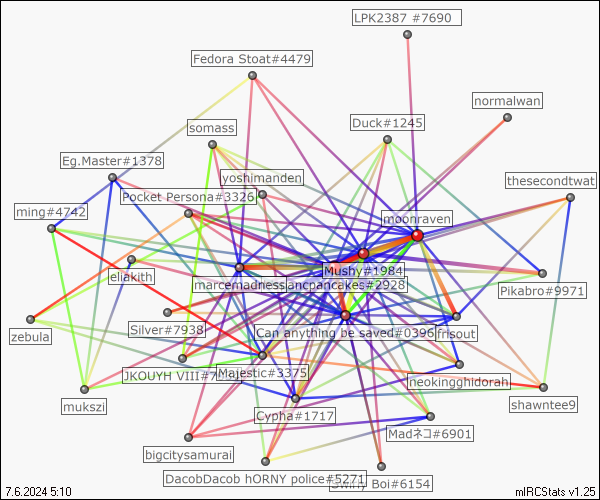 LPK2387 #7690
Fedora Stoat#4479
normalwan
Duck#1245
somass
Eg.Master#1378
yoshimanden
thesecondtwat
Pocket Persona#3326
ming#4742
moonraven
eliakith
Mushy#1984
marcemadness
ancpancakes#2928
Pikabro#9971
Silver#7938
Can anything be saved#0396
frisout
zebula
JKOUYH VIII#7
Majestic#3375
neokingghidorah
mukszi
Cypha#1717
shawntee9
Madネコ#6901
bigcitysamurai
DacobDacob hORNY police#5271
Boi#6154
7.6.2024 5:10
mIRCStats v1.25